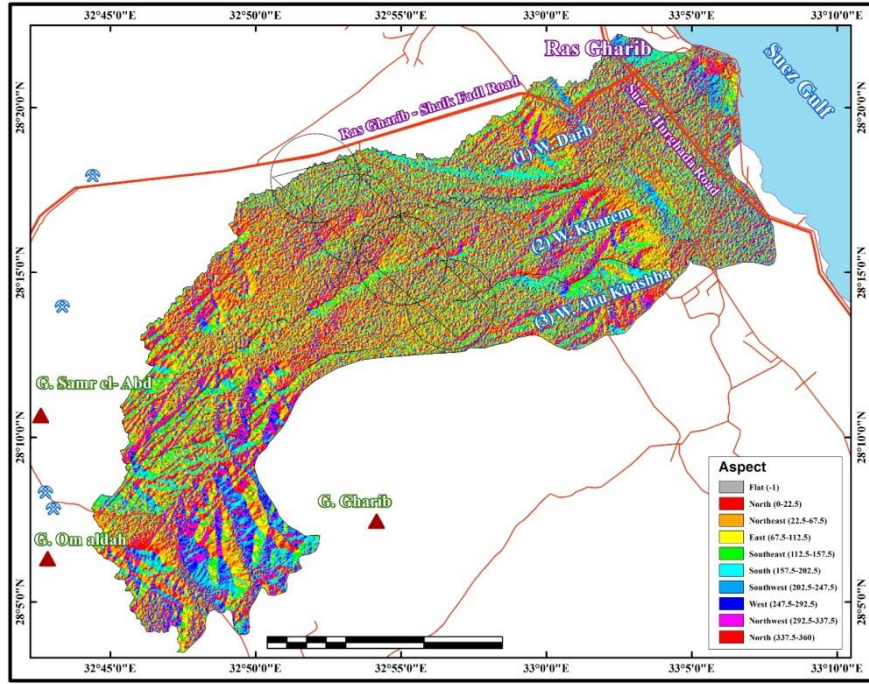 32°45'0"E
32°50'0"E
32°55'0"E
33°0'0"E
33°5'0"E
33°10'0"E
Ras Gharib
Suez Gulf
28°20'0"N
28°20'0"N
Ras Gharib - Shaik Fadl Road
Suez - Hurghada Road
(1) W. Darb
(2) W. Kharem
28°15'0"N
28°15'0"N
(3) W. Abu Khashba
G. Samr el- Abd
28°10'0"N
28°10'0"N
G. Gharib
G. Om aldah
28°5'0"N
28°5'0"N
Aspect
Flat (-1)
North (0-22.5)
Northeast (22.5-67.5)
East (67.5-112.5)
Southeast (112.5-157.5)
South (157.5-202.5)
Southwest (202.5-247.5)
West (247.5-292.5)
Northwest (292.5-337.5)
North (337.5-360)
32°45'0"E
32°50'0"E
32°55'0"E
33°0'0"E
33°5'0"E
33°10'0"E